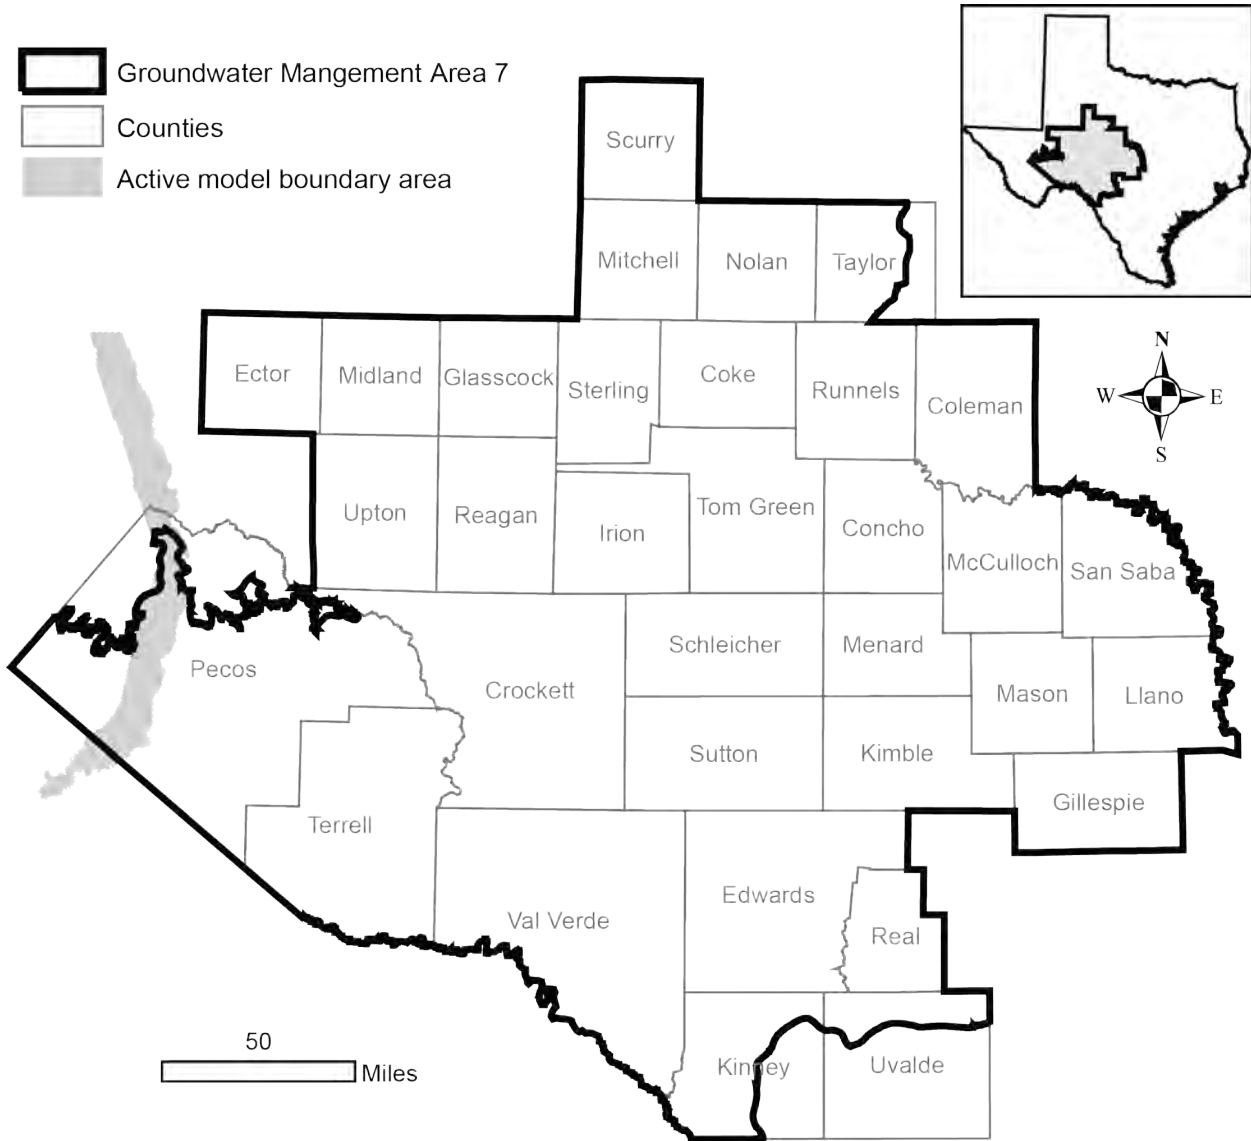 Groundwater Mangement Area 7
Counties
Active model boundary area
Scurry
Mitchell
Nolan
Taylor
Ector
Midland
Glasscock
Sterling
Coke
Runnels
Coleman
N
W
E
S
Upton
Reagan
Irion
Tom Green
Concho
McCulloch
San Saba
Pecos
Crockett
Schleicher
Menard
Mason
Llano
Sutton
Kimble
Gillespie
Terrell
Val Verde
Edwards
Real
Kinney
Uvalde
50
Miles